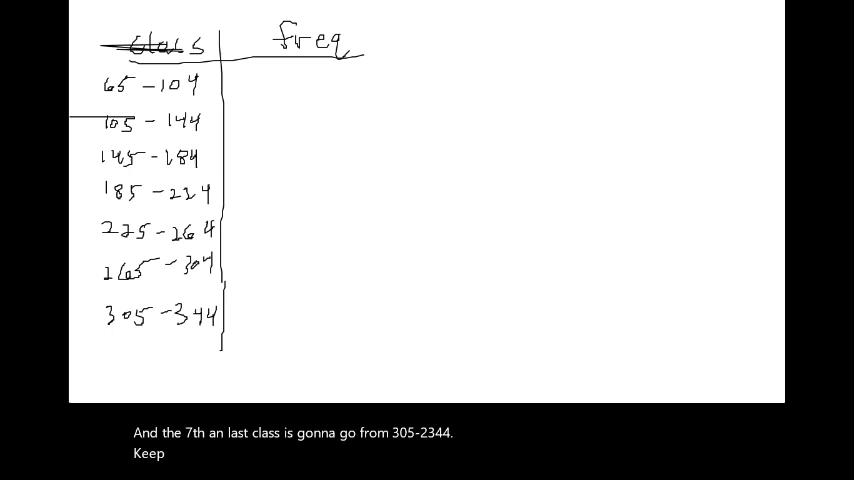 Class freq
65 - 104
105 - 144
145 - 184
185 - 224
225 - 264
265 - 304
305 - 344
And the 7th an last class is gonna go from 305-2344.
Keep